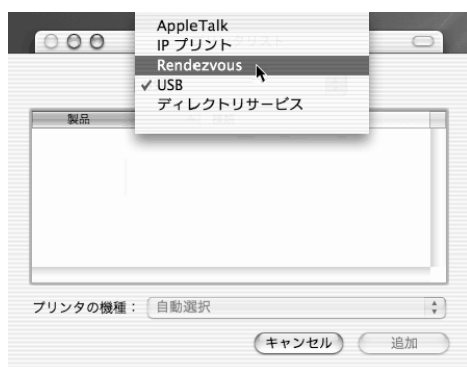 AppleTalk
IP プリント
Rendezvous
✓ USB
ディレクトリサービス
製品
プリンタの機種： 自動選択
キャンセル 追加